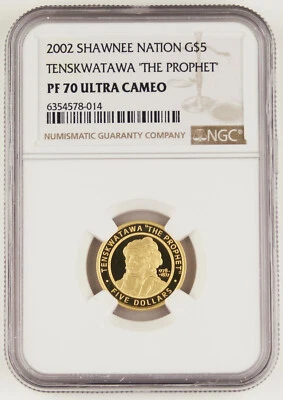 2002 SHAWNEE NATION G$5
TENSKWATAWA "THE PROPHET'
PF 70 ULTRA CAMEO
6354578-014
NUMISMATIC GUARANTY COMPANY
NGC
TENSKWATAWA "THE PROPHET"
FIVE DOLLARS